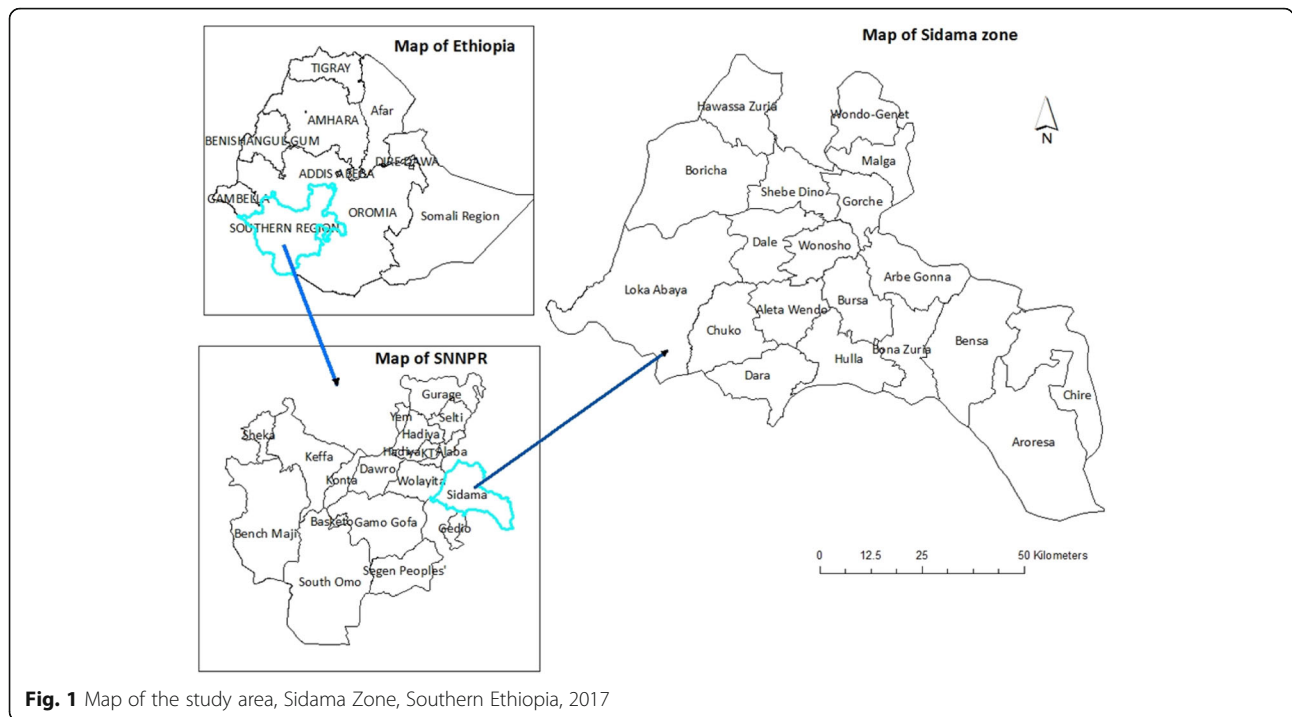 Map of Ethiopia
TIGRAY
AMHARA
Afar
BENISHANGUL-GUM
DIRE DAWA
ADDIS ABEBA
GAMBELLA
OROMIA
Somali Region
SOUTHERN REGION
Map of SNNPR
Gurage
Yem
Selti
Hadiya
Sheka
Hadiya
KT
Alaba
Keffa
Dawro
Konta
Wolayita
Sidama
Basketo
Gamo Gofa
Gedio
Bench Maji
Segen Peoples'
South Omo
Map of Sidama zone
Hawassa Zuria
Wondo-Genet
N
Malga
Boricha
Shebe Dino
Gorche
Dale
Wonosho
Arbe Gonna
Loka Abaya
Bursa
Aleta Wendo
Chuko
Bona Zuria
Bensa
Hulla
Dara
Chire
Aroresa
0 12.5 25 50 Kilometers
Fig. 1 Map of the study area, Sidama Zone, Southern Ethiopia, 2017